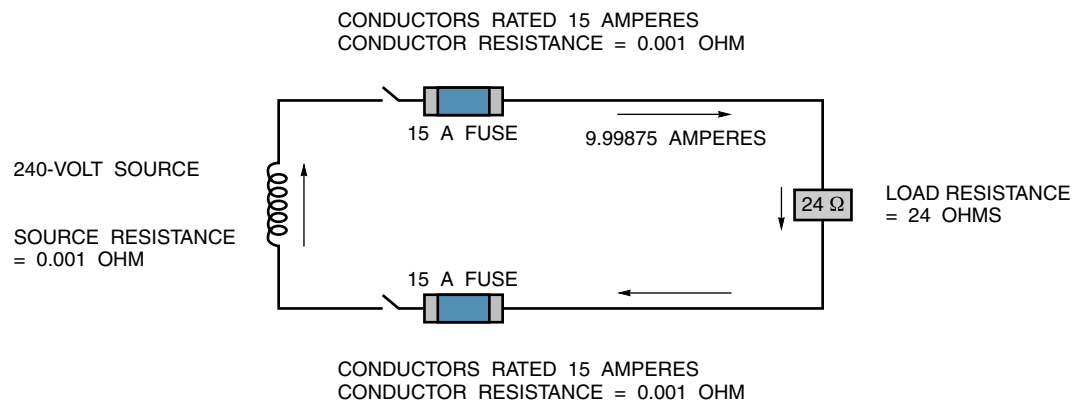 CONDUCTORS RATED 15 AMPERES
CONDUCTOR RESISTANCE = 0.001 OHM
15 A FUSE
9.99875 AMPERES
240-VOLT SOURCE
SOURCE RESISTANCE
= 0.001 OHM
24 Ω
LOAD RESISTANCE
= 24 OHMS
15 A FUSE
CONDUCTORS RATED 15 AMPERES
CONDUCTOR RESISTANCE = 0.001 OHM